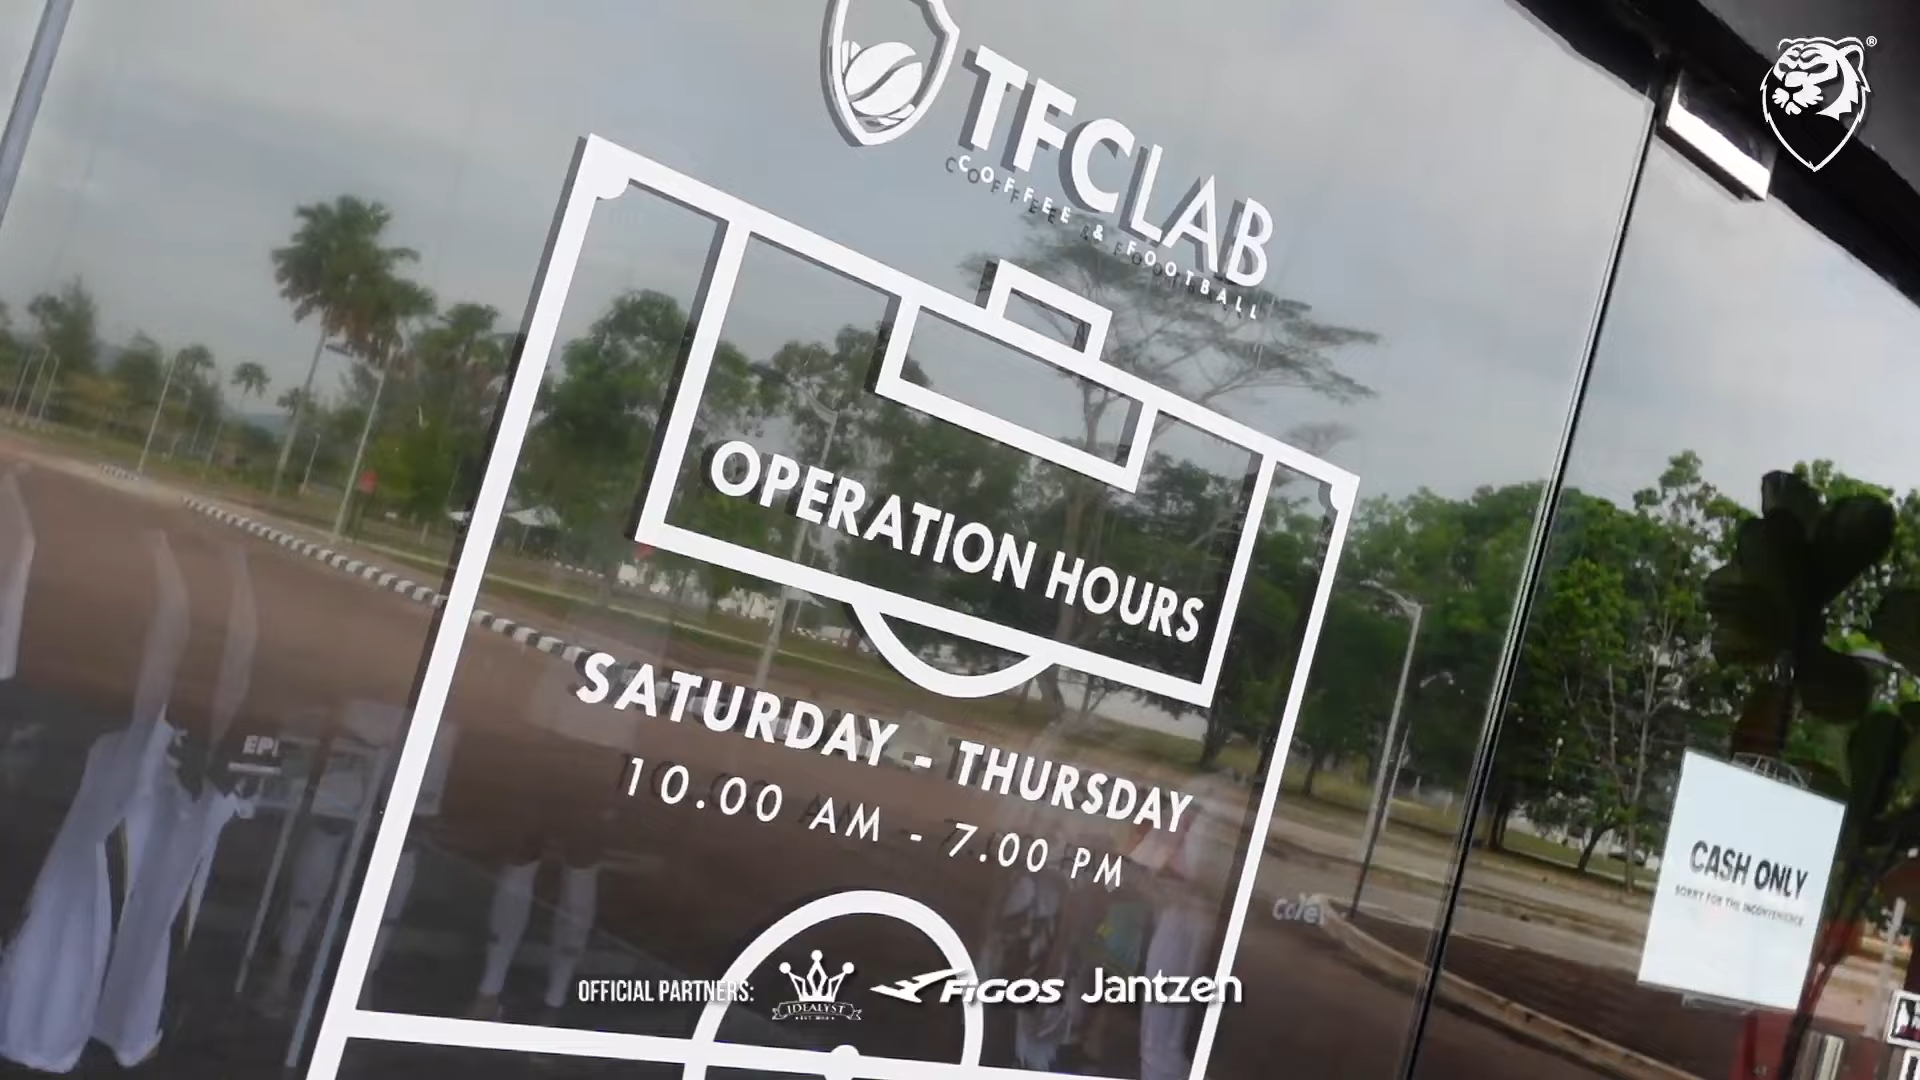 TFCLAB
COFFEE & FOOTBALL
OPERATION HOURS
SATURDAY - THURSDAY
10.00 AM - 7.00 PM
CASH ONLY
SORRY FOR THE INCONVENIENCE
OFFICIAL PARTNERS:
IDEALYST
FIGOS
Jantzen